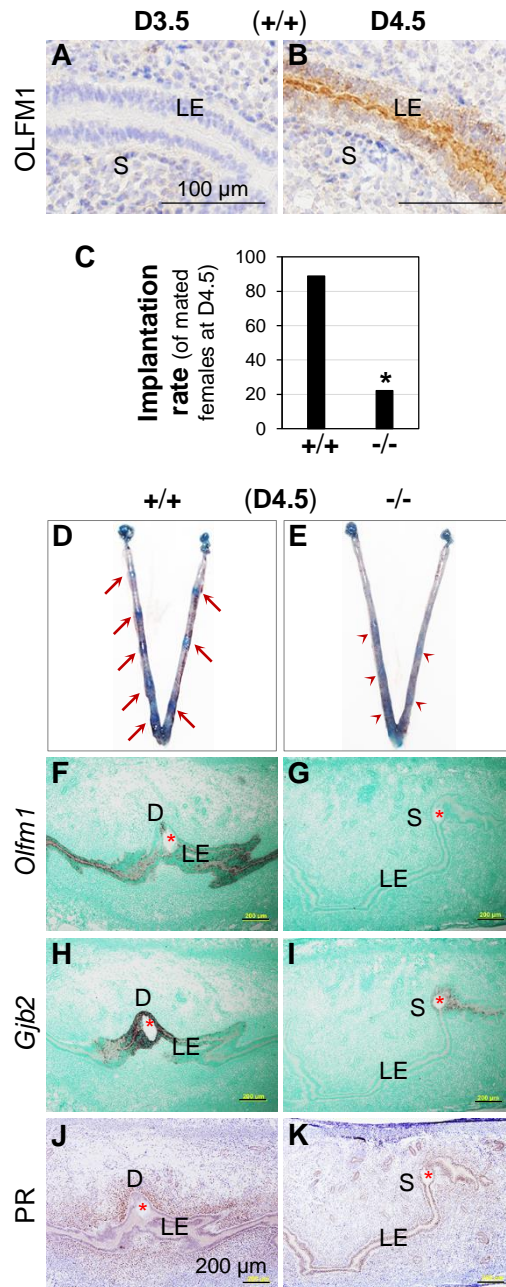 D3.5 (+/+) D4.5
OLFM1
A
LE
S
100 µm
B
LE
S
C
Implantation
rate (of mated
females at D4.5)
100
80
60
40
20
0
*
+/+ -/-
+/+ (D4.5) -/-
D
E
Olfm1
F
D
*
LE
200 µm
G
S
*
LE
200 µm
Gjb2
H
D
*
LE
200 µm
I
S
*
LE
200 µm
PR
J
D
*
LE
200 µm
K
S
*
LE